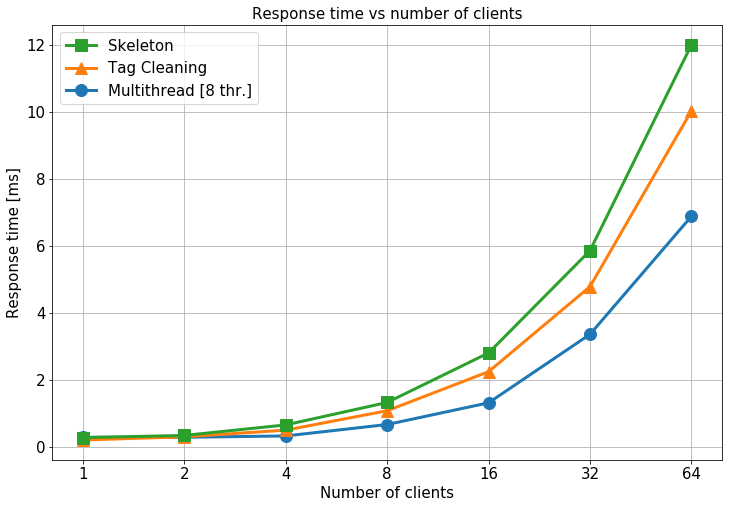 Response time vs number of clients
Skeleton
Tag Cleaning
Multithread [8 thr.]
Response time [ms]
12
10
8
6
4
2
0
1 2 4 8 16 32 64
Number of clients